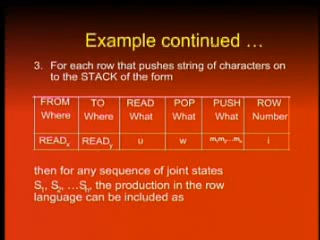 Example continued …
3. For each row that pushes string of characters on
to the STACK of the form
FROM Where TO Where READ What POP What PUSH What ROW Number
READx READy u w m₁m₂…mₙ i
then for any sequence of joint states
S1, S2, …Sn, the production in the row
language can be included as